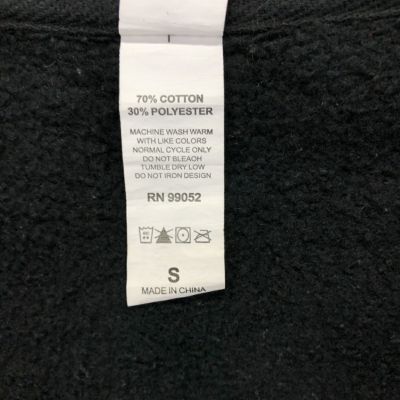 70% COTTON
30% POLYESTER
MACHINE WASH WARM
WITH LIKE COLORS
NORMAL CYCLE ONLY
DO NOT BLEAOH
TUMBLE DRY LOW
DO NOT IRON DESIGN
RN 99052
S
MADE IN CHINA